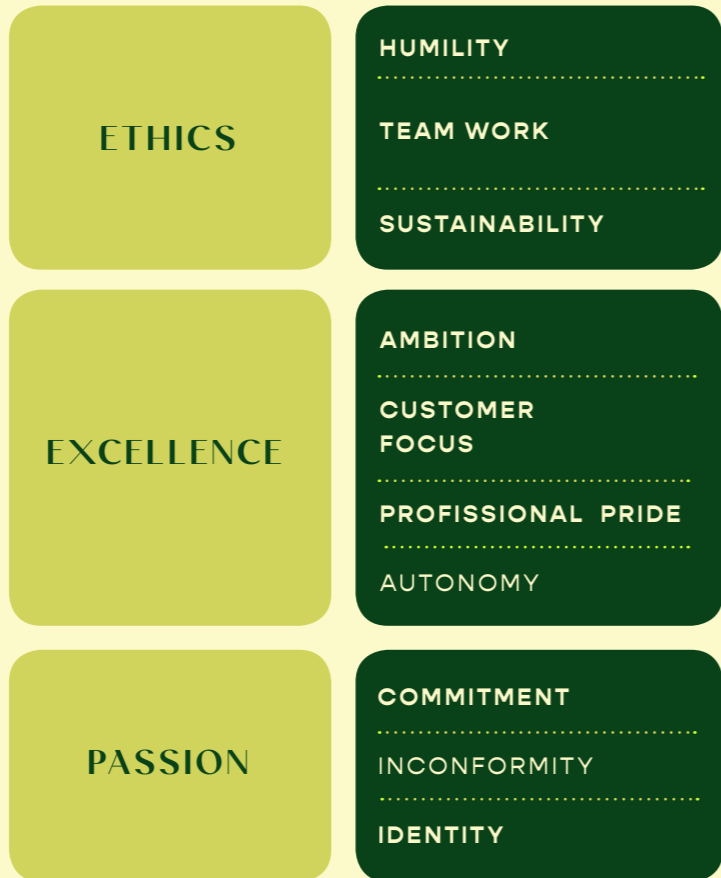 ETHICS
HUMILITY
TEAM WORK
SUSTAINABILITY
EXCELLENCE
AMBITION
CUSTOMER
FOCUS
PROFISSIONAL PRIDE
AUTONOMY
PASSION
COMMITMENT
INCONFORMITY
IDENTITY